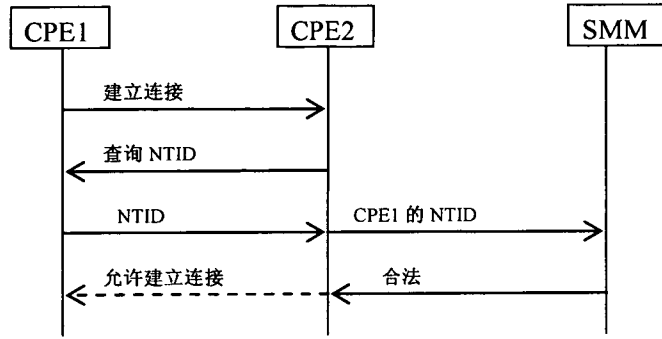 CPE1
CPE2
SMM
建立连接
查询 NTID
NTID
CPE1 的 NTID
允许建立连接
合法